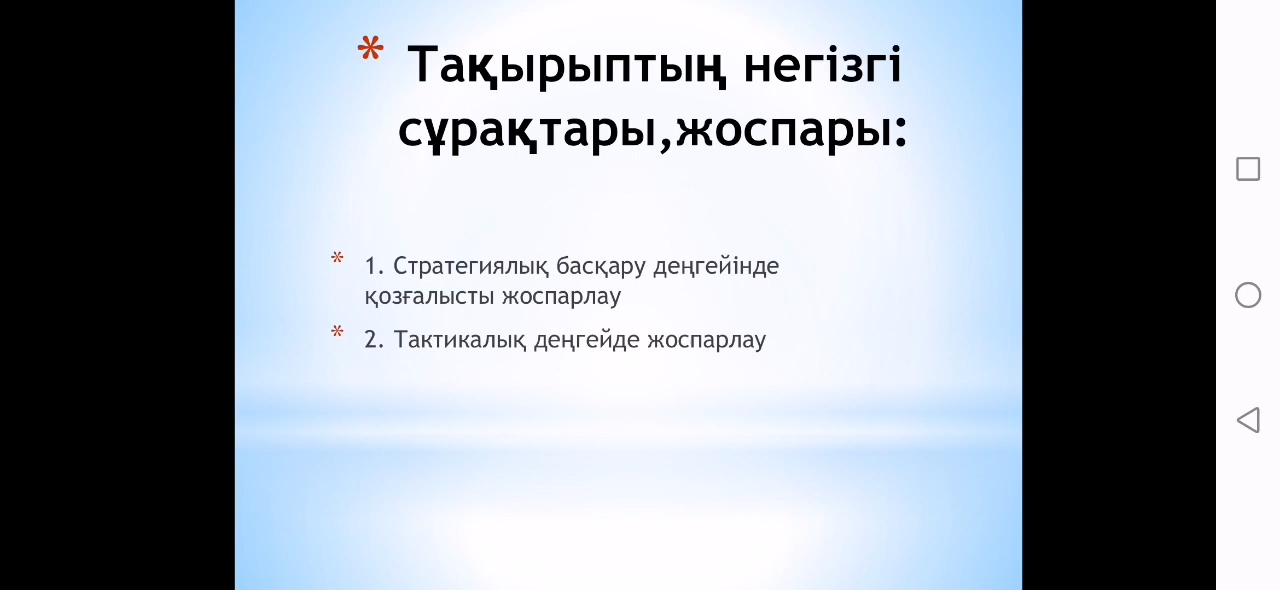 * Тақырыптың негізгі
сұрақтары,жоспары:
* 1. Стратегиялық басқару деңгейінде
қозғалысты жоспарлау
* 2. Тактикалық деңгейде жоспарлау